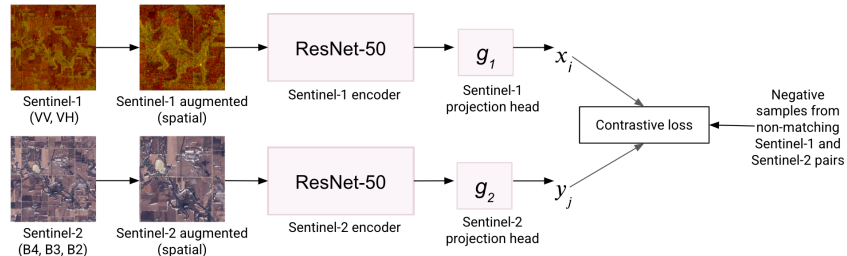 Sentinel-1
(VV, VH)
Sentinel-1 augmented
(spatial)
ResNet-50
Sentinel-1 encoder
g1
Sentinel-1
projection head
xi
Contrastive loss
Negative
samples from
non-matching
Sentinel-1 and
Sentinel-2 pairs
Sentinel-2
(B4, B3, B2)
Sentinel-2 augmented
(spatial)
ResNet-50
Sentinel-2 encoder
g2
Sentinel-2
projection head
yj